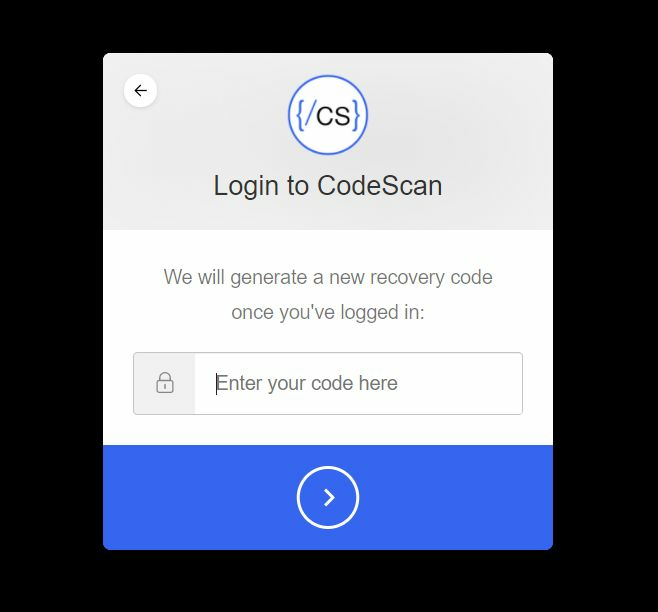 {/CS}
Login to CodeScan
We will generate a new recovery code
once you've logged in:
Enter your code here